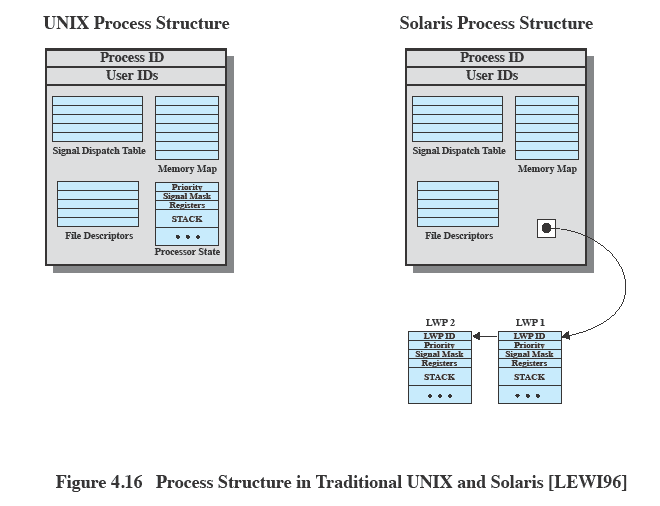 UNIX Process Structure
Process ID
User IDs
Signal Dispatch Table
Memory Map
File Descriptors
Priority
Signal Mask
Registers
STACK
• • •
Processor State
Solaris Process Structure
Process ID
User IDs
Signal Dispatch Table
Memory Map
File Descriptors
LWP 2
LWP ID
Priority
Signal Mask
Registers
STACK
• • •
LWP 1
LWP ID
Priority
Signal Mask
Registers
STACK
• • •
Figure 4.16 Process Structure in Traditional UNIX and Solaris [LEWI96]